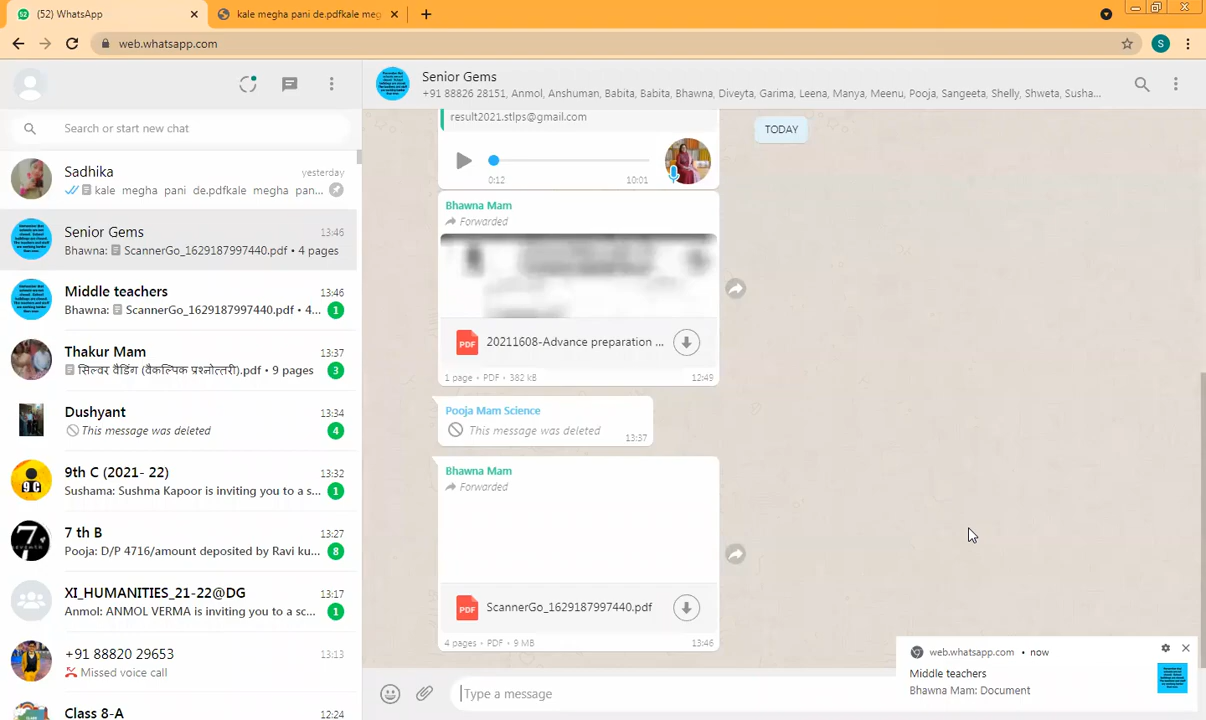 52
(52) WhatsApp
kale megha pani de.pdfkale meg
web.whatsapp.com
S
Search or start new chat
Sadhika
yesterday
kale megha pani de.pdfkale megha pan...
Senior Gems
13:46
Bhawna: ScannerGo_1629187997440.pdf • 4 pages
Middle teachers
13:46
Bhawna: ScannerGo_1629187997440.pdf • 4...
1
Thakur Mam
13:37
सिल्वर वैडिंग (वैकल्पिक प्रश्नोत्तरी).pdf • 9 pages
3
Dushyant
13:34
This message was deleted
4
9th C (2021- 22)
13:32
Sushama: Sushma Kapoor is inviting you to a s...
1
7 th B
13:27
Pooja: D/P 4716/amount deposited by Ravi ku...
8
XI_HUMANITIES_21-22@DG
13:17
Anmol: ANMOL VERMA is inviting you to a sc...
1
+91 88820 29653
13:13
Missed voice call
Class 8-A
12:24
Senior Gems
+91 88826 28151, Anmol, Anshuman, Babita, Babita, Bhawna, Diveyta, Garima, Leena, Manya, Meenu, Pooja, Sangeeta, Shelly, Shweta, Susha...
result2021.stlps@gmail.com
TODAY
0:12
10:01
Bhawna Mam
Forwarded
PDF
20211608-Advance preparation ...
1 page • PDF • 382 kB
12:49
Pooja Mam Science
This message was deleted
13:37
Bhawna Mam
Forwarded
PDF
ScannerGo_1629187997440.pdf
4 pages • PDF • 9 MB
13:46
Type a message
web.whatsapp.com • now
Middle teachers
Bhawna Mam: Document